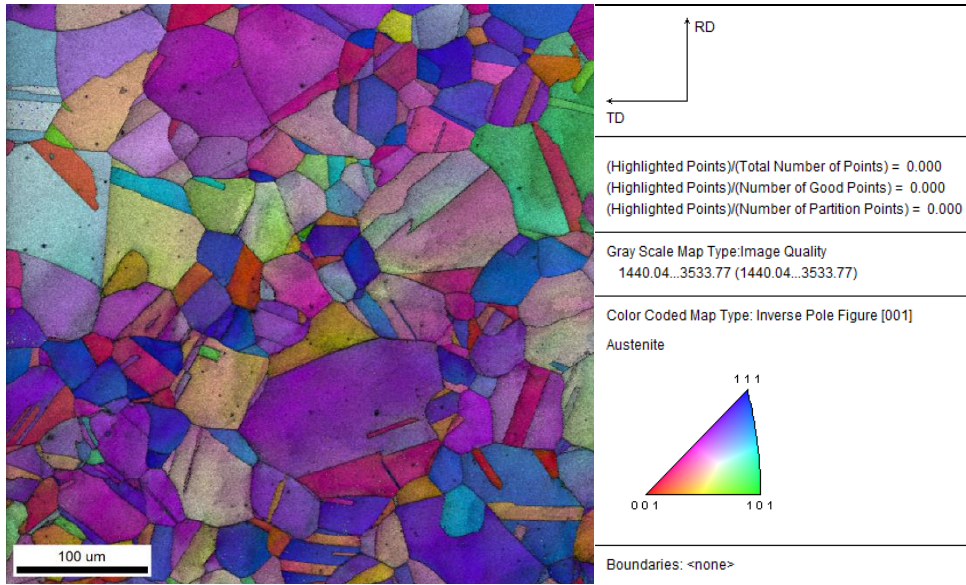 RD
TD
(Highlighted Points)/(Total Number of Points) = 0.000
(Highlighted Points)/(Number of Good Points) = 0.000
(Highlighted Points)/(Number of Partition Points) = 0.000
Gray Scale Map Type:Image Quality
1440.04...3533.77 (1440.04...3533.77)
Color Coded Map Type: Inverse Pole Figure [001]
Austenite
1 1 1
0 0 1
1 0 1
Boundaries: <none>
100 um